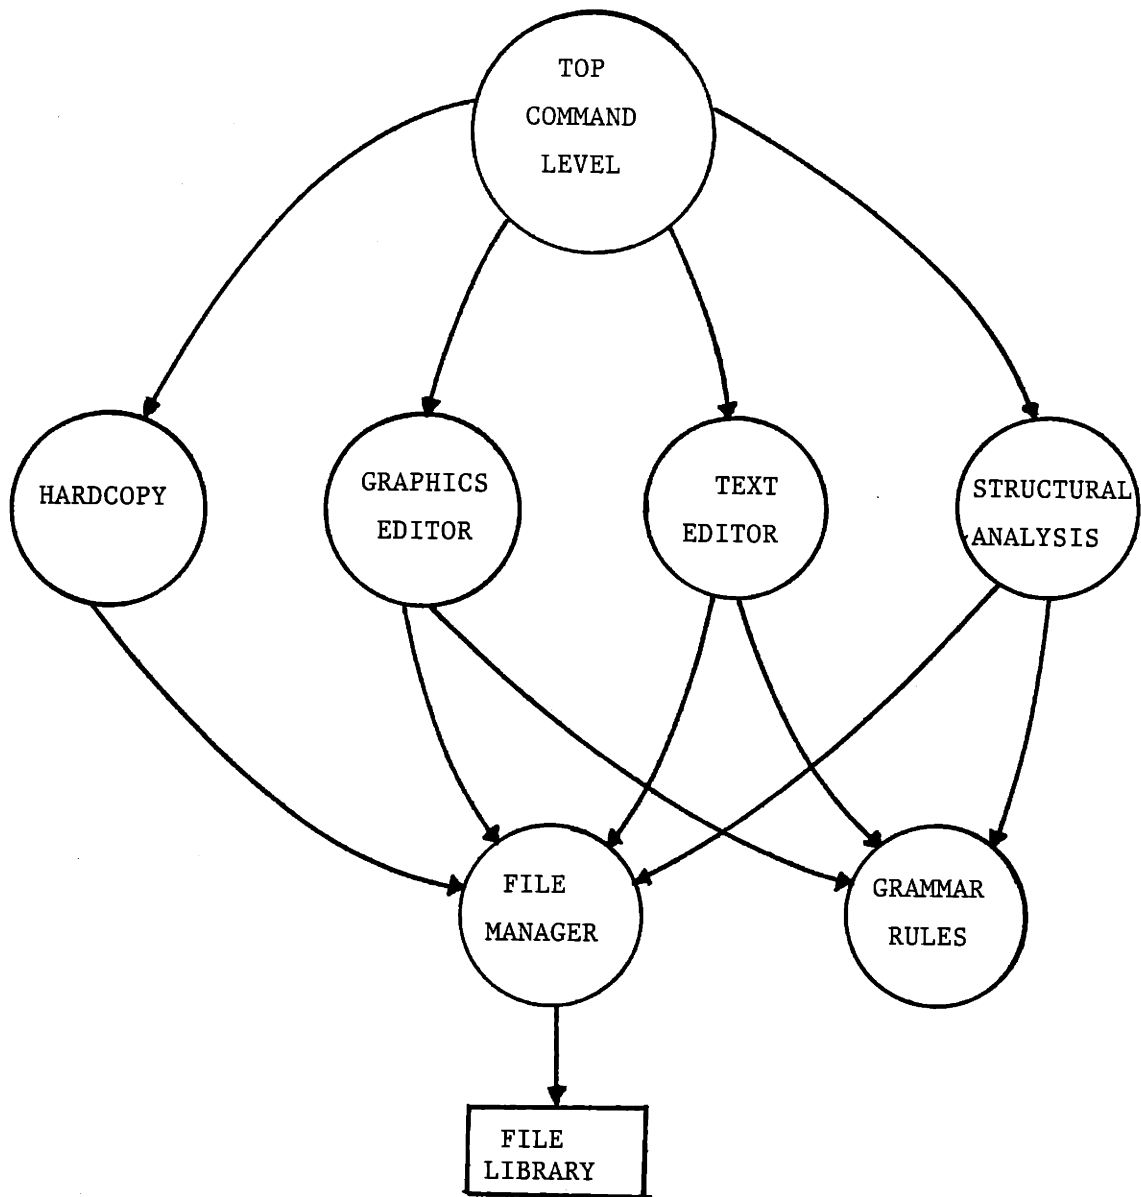 TOP
COMMAND
LEVEL
HARDCOPY
GRAPHICS
EDITOR
TEXT
EDITOR
STRUCTURAL
ANALYSIS
FILE
MANAGER
GRAMMAR
RULES
FILE
LIBRARY